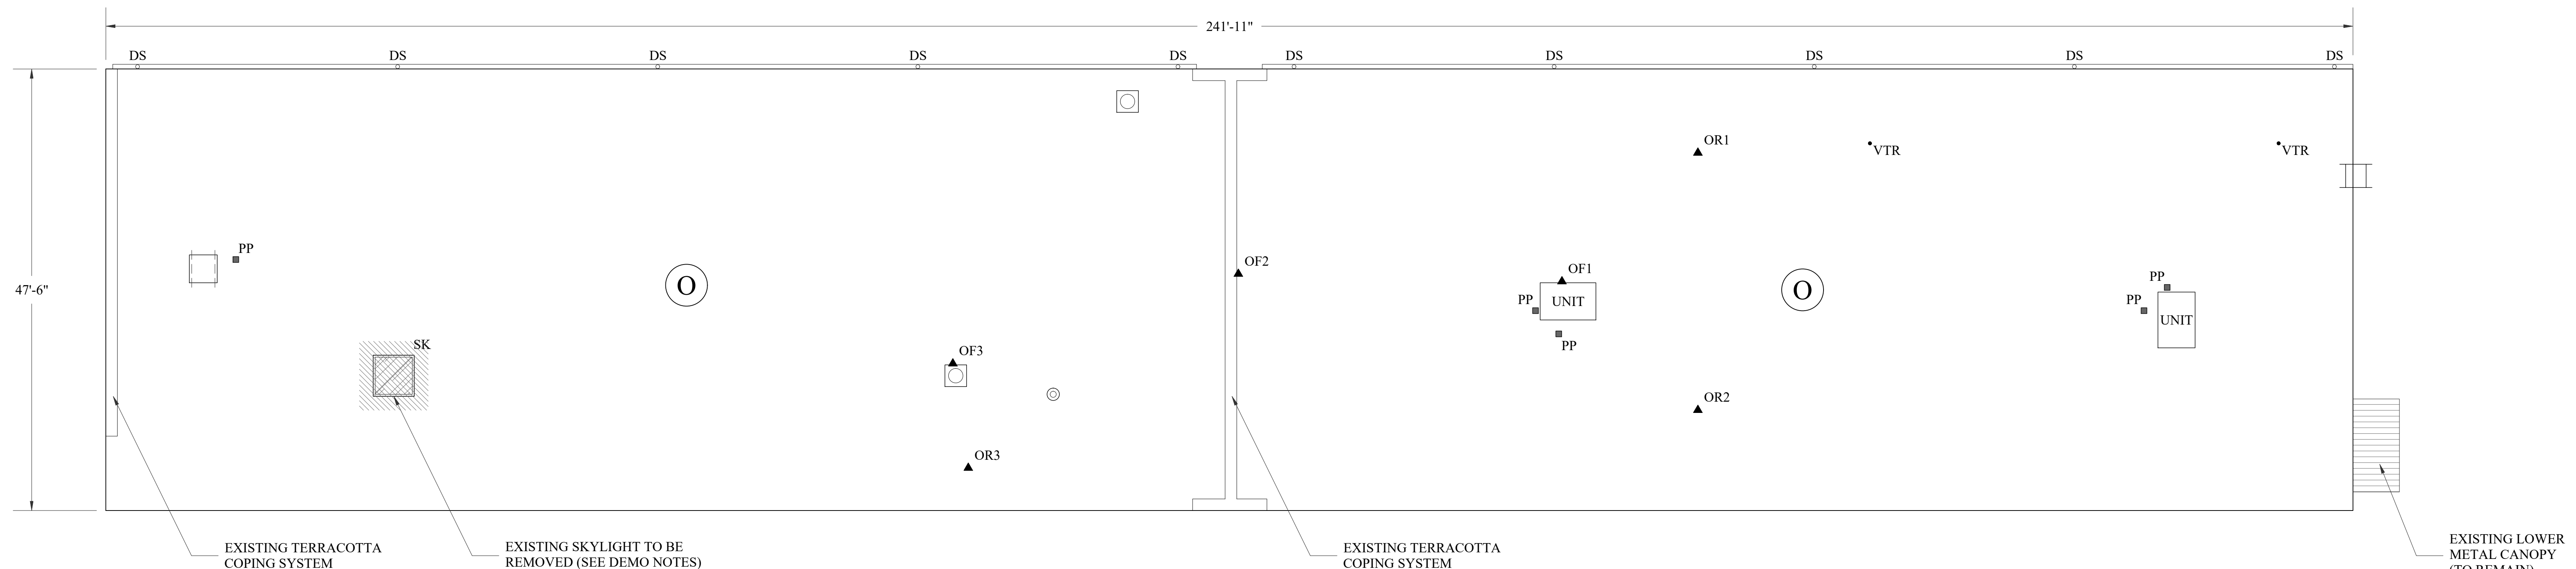 241'-11"
DS
DS
DS
DS
DS
DS
DS
DS
DS
DS
OR1
VTR
VTR
PP
OF2
OF1
PP
47'-6"
O
O
PP
UNIT
PP
UNIT
PP
SK
OF3
OR2
OR3
EXISTING TERRACOTTA
COPING SYSTEM
EXISTING SKYLIGHT TO BE
REMOVED (SEE DEMO NOTES)
EXISTING TERRACOTTA
COPING SYSTEM
EXISTING LOWER
METAL CANOPY
(TO REMAIN)